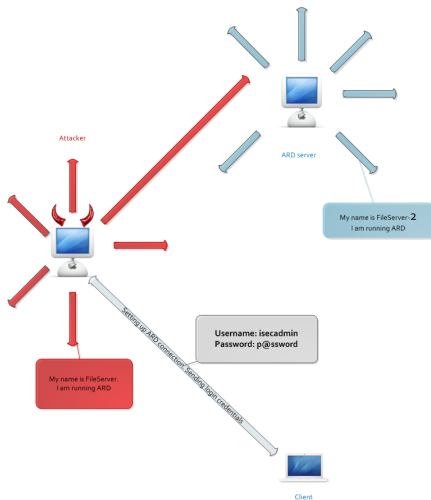 Attacker
ARD server
My name is FileServer-2
I am running ARD
Username: isecadmin
Password: p@ssword
Setting up ARD connection. Sending login credentials
My name is FileServer.
I am running ARD
Client